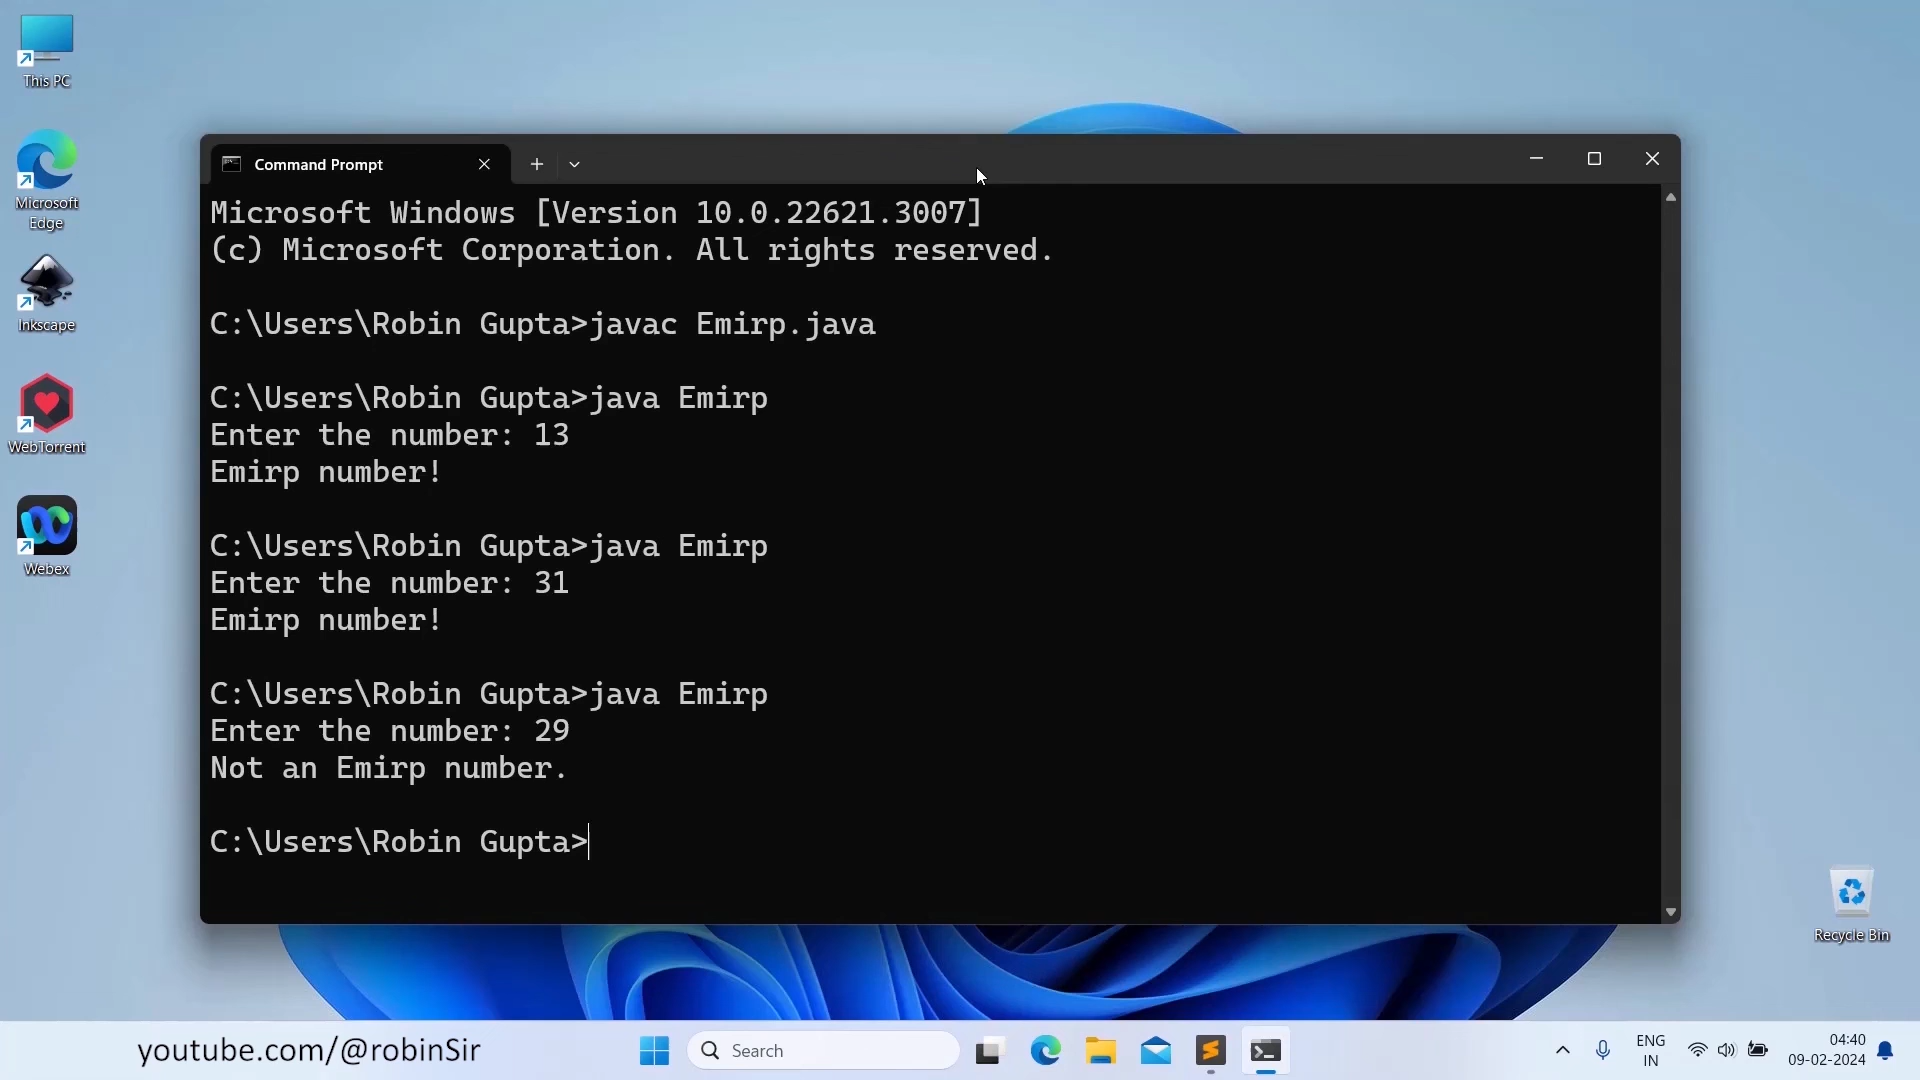 This PC
Microsoft
Edge
Inkscape
WebTorrent
Webex
Command Prompt
Microsoft Windows [Version 10.0.22621.3007]
(c) Microsoft Corporation. All rights reserved.
C:\Users\Robin Gupta>javac Emirp.java
C:\Users\Robin Gupta>java Emirp
Enter the number: 13
Emirp number!
C:\Users\Robin Gupta>java Emirp
Enter the number: 31
Emirp number!
C:\Users\Robin Gupta>java Emirp
Enter the number: 29
Not an Emirp number.
C:\Users\Robin Gupta>
Recycle Bin
youtube.com/@robinSir
Search
ENG
IN
04:40
09-02-2024